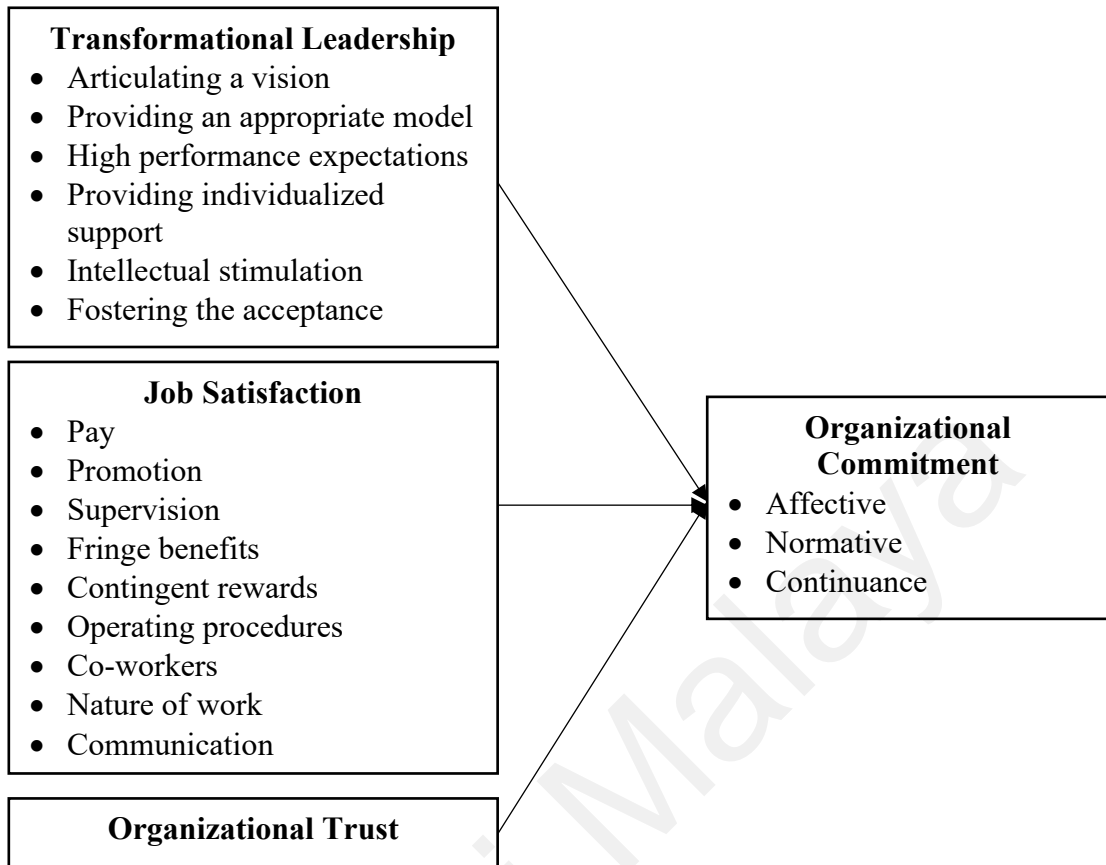 Transformational Leadership
• Articulating a vision
• Providing an appropriate model
• High performance expectations
• Providing individualized
support
• Intellectual stimulation
• Fostering the acceptance
Job Satisfaction
• Pay
• Promotion
• Supervision
• Fringe benefits
• Contingent rewards
• Operating procedures
• Co-workers
• Nature of work
• Communication
Organizational Trust
Organizational
Commitment
• Affective
• Normative
• Continuance
Malaya